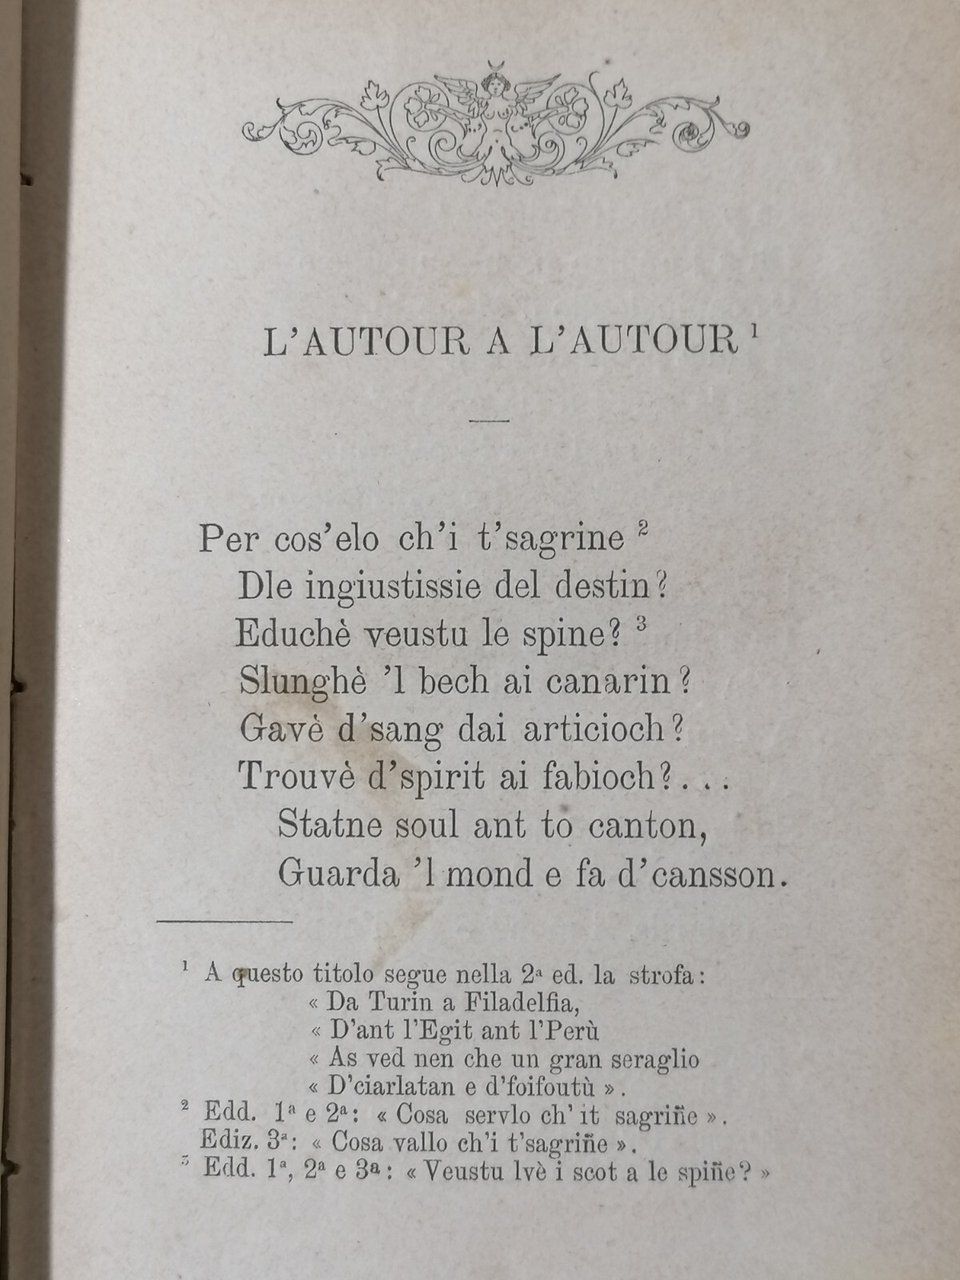 L'AUTOUR A L'AUTOUR ¹
Per cos'elo ch'i t'sagrine ²
Dle ingiustissie del destin?
Educhè veustu le spine? ³
Slunghè 'l bech ai canarin?
Gavè d'sang dai articioch?
Trouvè d'spirit ai fabioch?...
Statne soul ant to canton,
Guarda 'l mond e fa d'cansson.
¹ A questo titolo segue nella 2ª ed. la strofa:
« Da Turin a Filadelfia,
« D'ant l'Egit ant l'Perù
« As ved nen che un gran seraglio
« D'ciarlatan e d'foifoutù ».
² Edd. 1ª e 2ª: « Cosa servlo ch' it sagriñe ».
Ediz. 3ª: « Cosa vallo ch'i t'sagriñe ».
³ Edd. 1ª, 2ª e 3ª: « Veustu lvè i scot a le spiñe? »